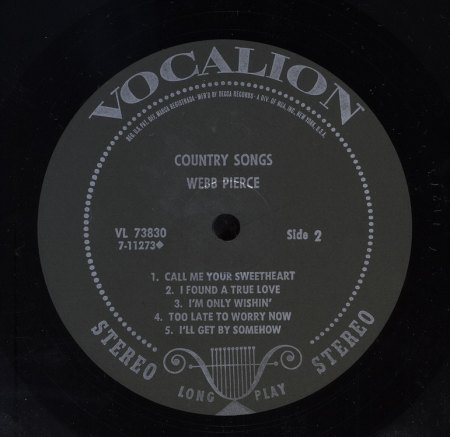 VOCALION
REG. U.S. PAT. OFF. MARCA REGISTRADA • MFR'D BY DECCA RECORDS • A DIV. OF MCA, INC., NEW YORK, U.S.A.
COUNTRY SONGS
WEBB PIERCE
VL 73830
7-11273◆
Side 2
1. CALL ME YOUR SWEETHEART
2. I FOUND A TRUE LOVE
3. I'M ONLY WISHIN'
4. TOO LATE TO WORRY NOW
5. I'LL GET BY SOMEHOW
STEREO
LONG PLAY
STEREO